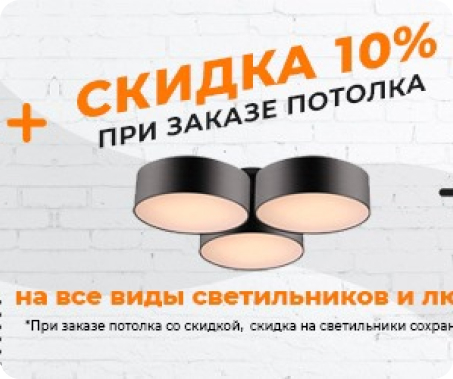 + СКИДКА 10%
ПРИ ЗАКАЗЕ ПОТОЛКА
на все виды светильников и
*При заказе потолка со скидкой, скидка на светильники